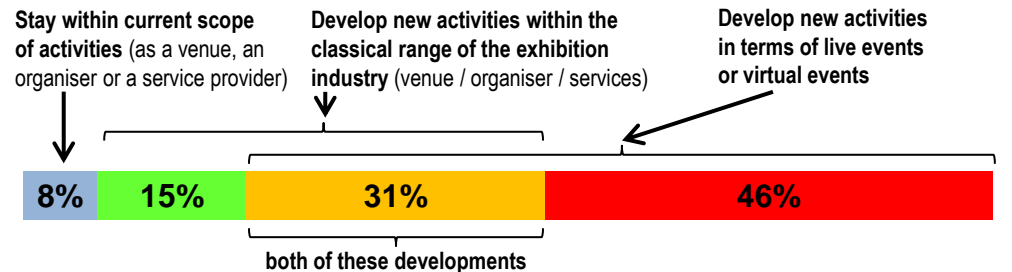 Stay within current scope
of activities (as a venue, an
organiser or a service provider)
Develop new activities within the
classical range of the exhibition
industry (venue / organiser / services)
Develop new activities
in terms of live events
or virtual events
8%
15%
31%
46%
both of these developments